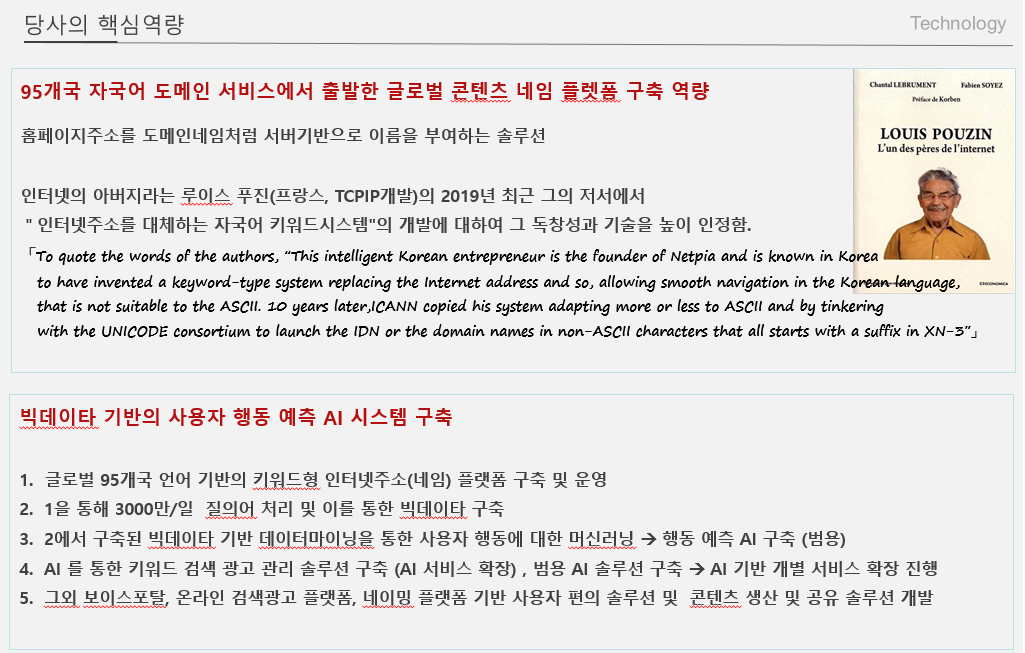 당사의 핵심역량
Technology
95개국 자국어 도메인 서비스에서 출발한 글로벌 콘텐츠 네임 플렛폼 구축 역량
홈페이지주소를 도메인네임처럼 서버기반으로 이름을 부여하는 솔루션
인터넷의 아버지라는 루이스 푸진(프랑스, TCPIP개발)의 2019년 최근 그의 저서에서
" 인터넷주소를 대체하는 자국어 키워드시스템"의 개발에 대하여 그 독창성과 기술을 높이 인정함.
「To quote the words of the authors, "This intelligent Korean entrepreneur is the founder of Netpia and is known in Korea
to have invented a keyword-type system replacing the Internet address and so, allowing smooth navigation in the Korean language,
that is not suitable to the ASCII. 10 years later,ICANN copied his system adapting more or less to ASCII and by tinkering
with the UNICODE consortium to launch the IDN or the domain names in non-ASCII characters that all starts with a suffix in XN-3"」
Chantal LEBRUMENT Fabien SOYEZ
Préface de Korben
LOUIS POUZIN
L'un des pères de l'internet
ECONOMICA
빅데이타 기반의 사용자 행동 예측 AI 시스템 구축
1. 글로벌 95개국 언어 기반의 키워드형 인터넷주소(네임) 플랫폼 구축 및 운영
2. 1을 통해 3000만/일 질의어 처리 및 이를 통한 빅데이타 구축
3. 2에서 구축된 빅데이타 기반 데이터마이닝을 통한 사용자 행동에 대한 머신러닝 → 행동 예측 AI 구축 (범용)
4. AI 를 통한 키워드 검색 광고 관리 솔루션 구축 (AI 서비스 확장) , 범용 AI 솔루션 구축 → AI 기반 개별 서비스 확장 진행
5. 그외 보이스포탈, 온라인 검색광고 플랫폼, 네이밍 플랫폼 기반 사용자 편의 솔루션 및 콘텐츠 생산 및 공유 솔루션 개발